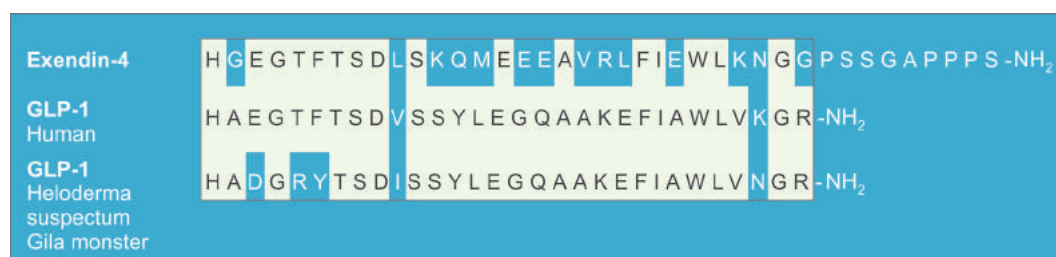 Exendin-4 HGEGTFTSDLSKQMEEEAVRLFIEWLKNGGPSSGAPPPS-NH₂
GLP-1
Human HAEGTFTSDVSSYLEGQAAKEFIAWLVKGR-NH₂
GLP-1
Heloderma HADGRYTSDISSYLEGQAAKEFIAWLVNGR-NH₂
suspectum
Gila monster